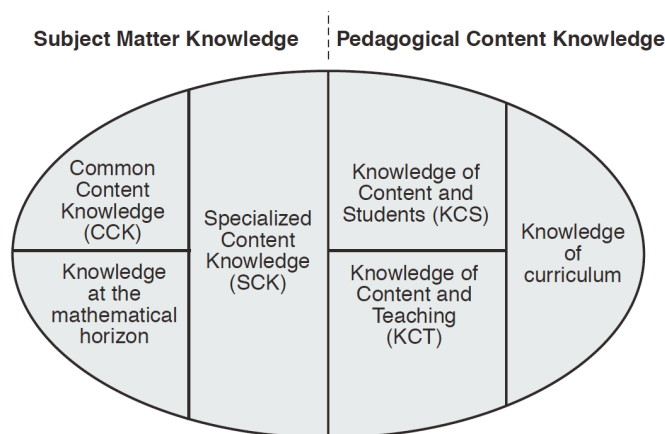 Subject Matter Knowledge
Pedagogical Content Knowledge
Common
Content
Knowledge
(CCK)
Knowledge
at the
mathematical
horizon
Specialized
Content
Knowledge
(SCK)
Knowledge of
Content and
Students (KCS)
Knowledge of
Content and
Teaching
(KCT)
Knowledge
of
curriculum